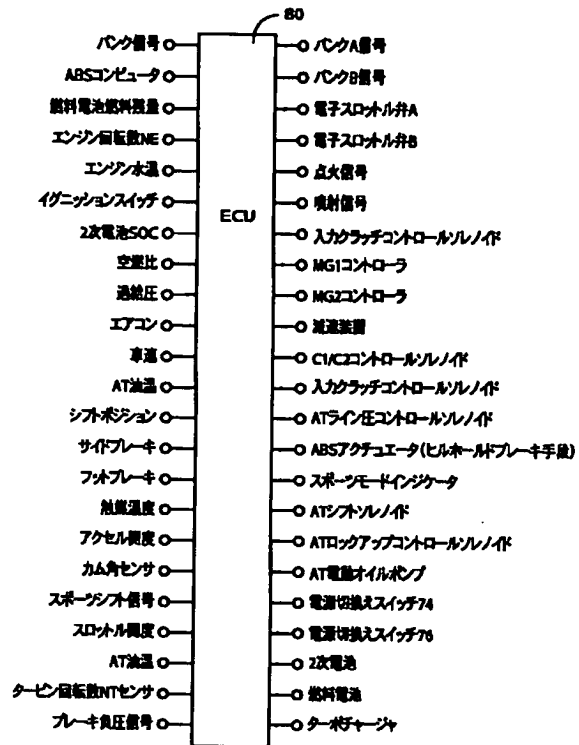 80
バンク信号
ABSコンピュータ
燃料電池燃料残量
エンジン回転数NE
エンジン水温
イグニッションスイッチ
2次電池SOC
空燃比
過給圧
エアコン
車速
AT油温
シフトポジション
サイドブレーキ
フットブレーキ
触媒温度
アクセル開度
カム角センサ
スポーツシフト信号
スロットル開度
AT油温
タービン回転数NTセンサ
ブレーキ負圧信号
ECU
バンクA信号
バンクB信号
電子スロットル弁A
電子スロットル弁B
点火信号
噴射信号
入力クラッチコントロールソレノイド
MG1コントローラ
MG2コントローラ
減速装置
C1/C2コントロールソレノイド
入力クラッチコントロールソレノイド
ATライン圧コントロールソレノイド
ABSアクチュエータ(ヒルホールドブレーキ手段)
スポーツモードインジケータ
ATシフトソレノイド
ATロックアップコントロールソレノイド
AT電動オイルポンプ
電源切換えスイッチ74
電源切換えスイッチ76
2次電池
燃料電池
ターボチャージャ